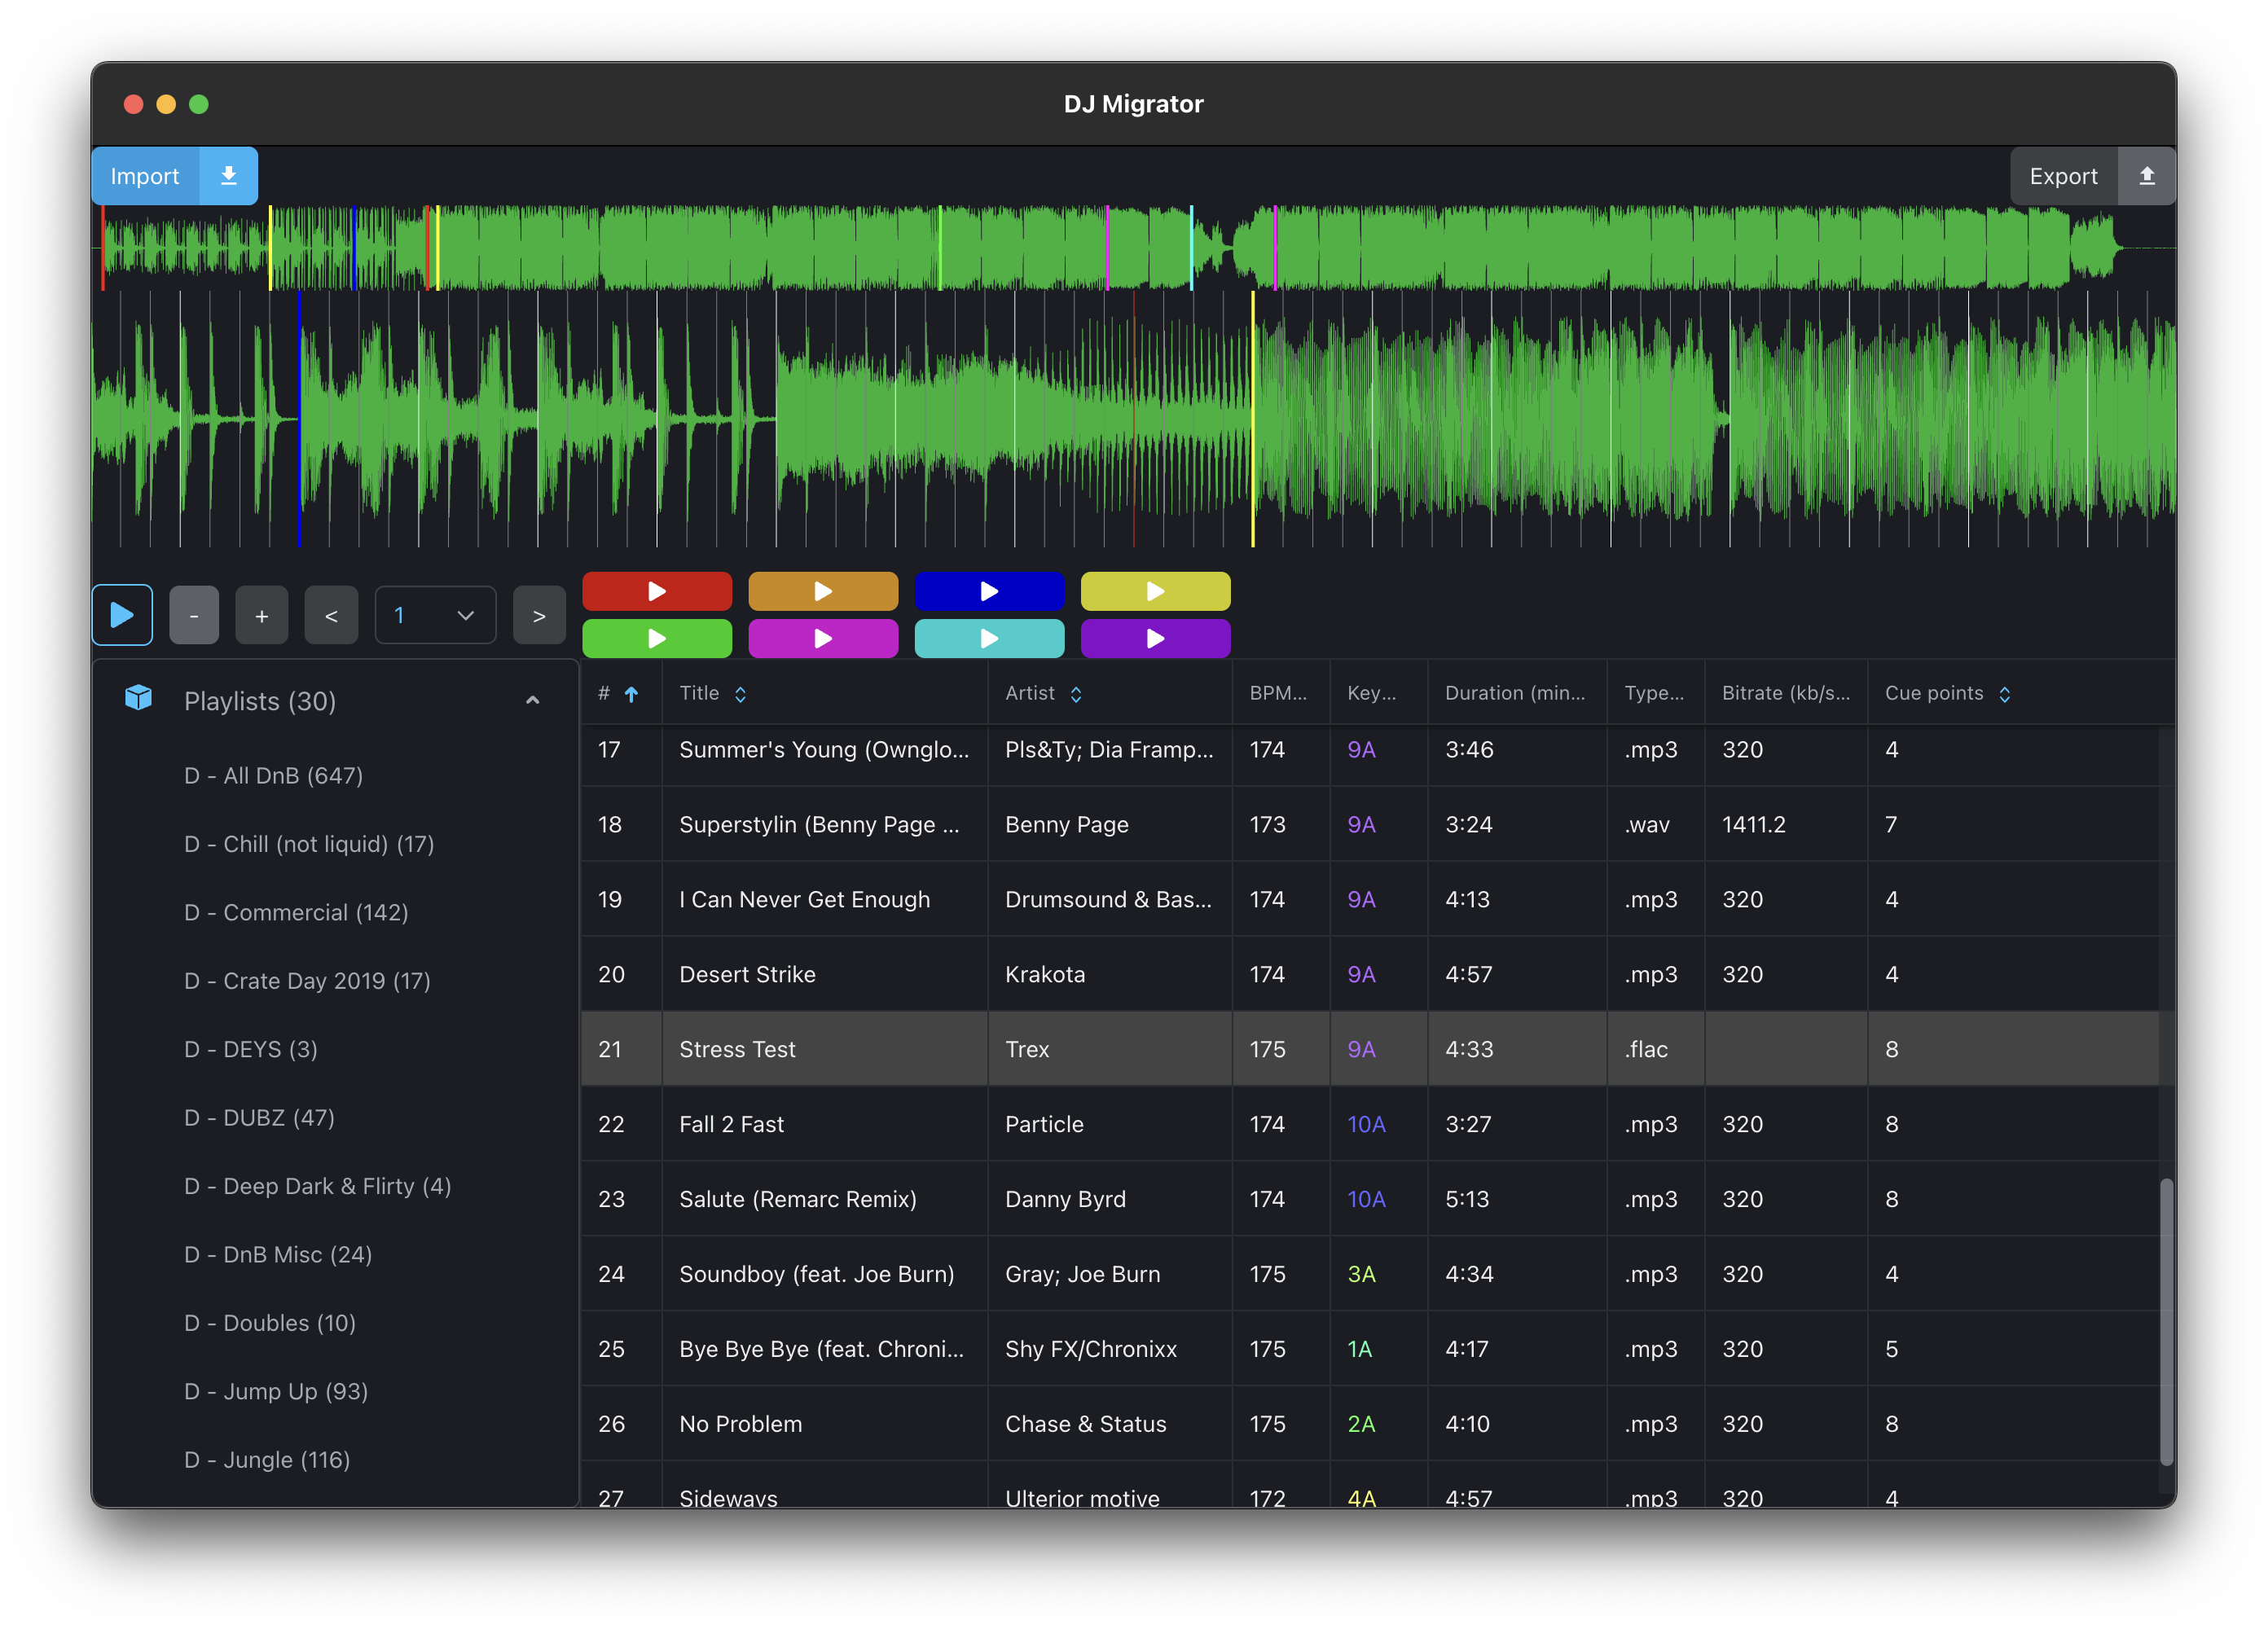 DJ Migrator
Import
Export
- + < 1 >
Playlists (30)
D - All DnB (647)
D - Chill (not liquid) (17)
D - Commercial (142)
D - Crate Day 2019 (17)
D - DEYS (3)
D - DUBZ (47)
D - Deep Dark & Flirty (4)
D - DnB Misc (24)
D - Doubles (10)
D - Jump Up (93)
D - Jungle (116)
# Title Artist BPM... Key... Duration (min... Type... Bitrate (kb/s... Cue points
17 Summer's Young (Ownglo... Pls&Ty; Dia Framp... 174 9A 3:46 .mp3 320 4
18 Superstylin (Benny Page ... Benny Page 173 9A 3:24 .wav 1411.2 7
19 I Can Never Get Enough Drumsound & Bas... 174 9A 4:13 .mp3 320 4
20 Desert Strike Krakota 174 9A 4:57 .mp3 320 4
21 Stress Test Trex 175 9A 4:33 .flac 8
22 Fall 2 Fast Particle 174 10A 3:27 .mp3 320 8
23 Salute (Remarc Remix) Danny Byrd 174 10A 5:13 .mp3 320 8
24 Soundboy (feat. Joe Burn) Gray; Joe Burn 175 3A 4:34 .mp3 320 4
25 Bye Bye Bye (feat. Chroni... Shy FX/Chronixx 175 1A 4:17 .mp3 320 5
26 No Problem Chase & Status 175 2A 4:10 .mp3 320 8
27 Sideways Ulterior motive 172 4A 4:57 .mp3 320 4